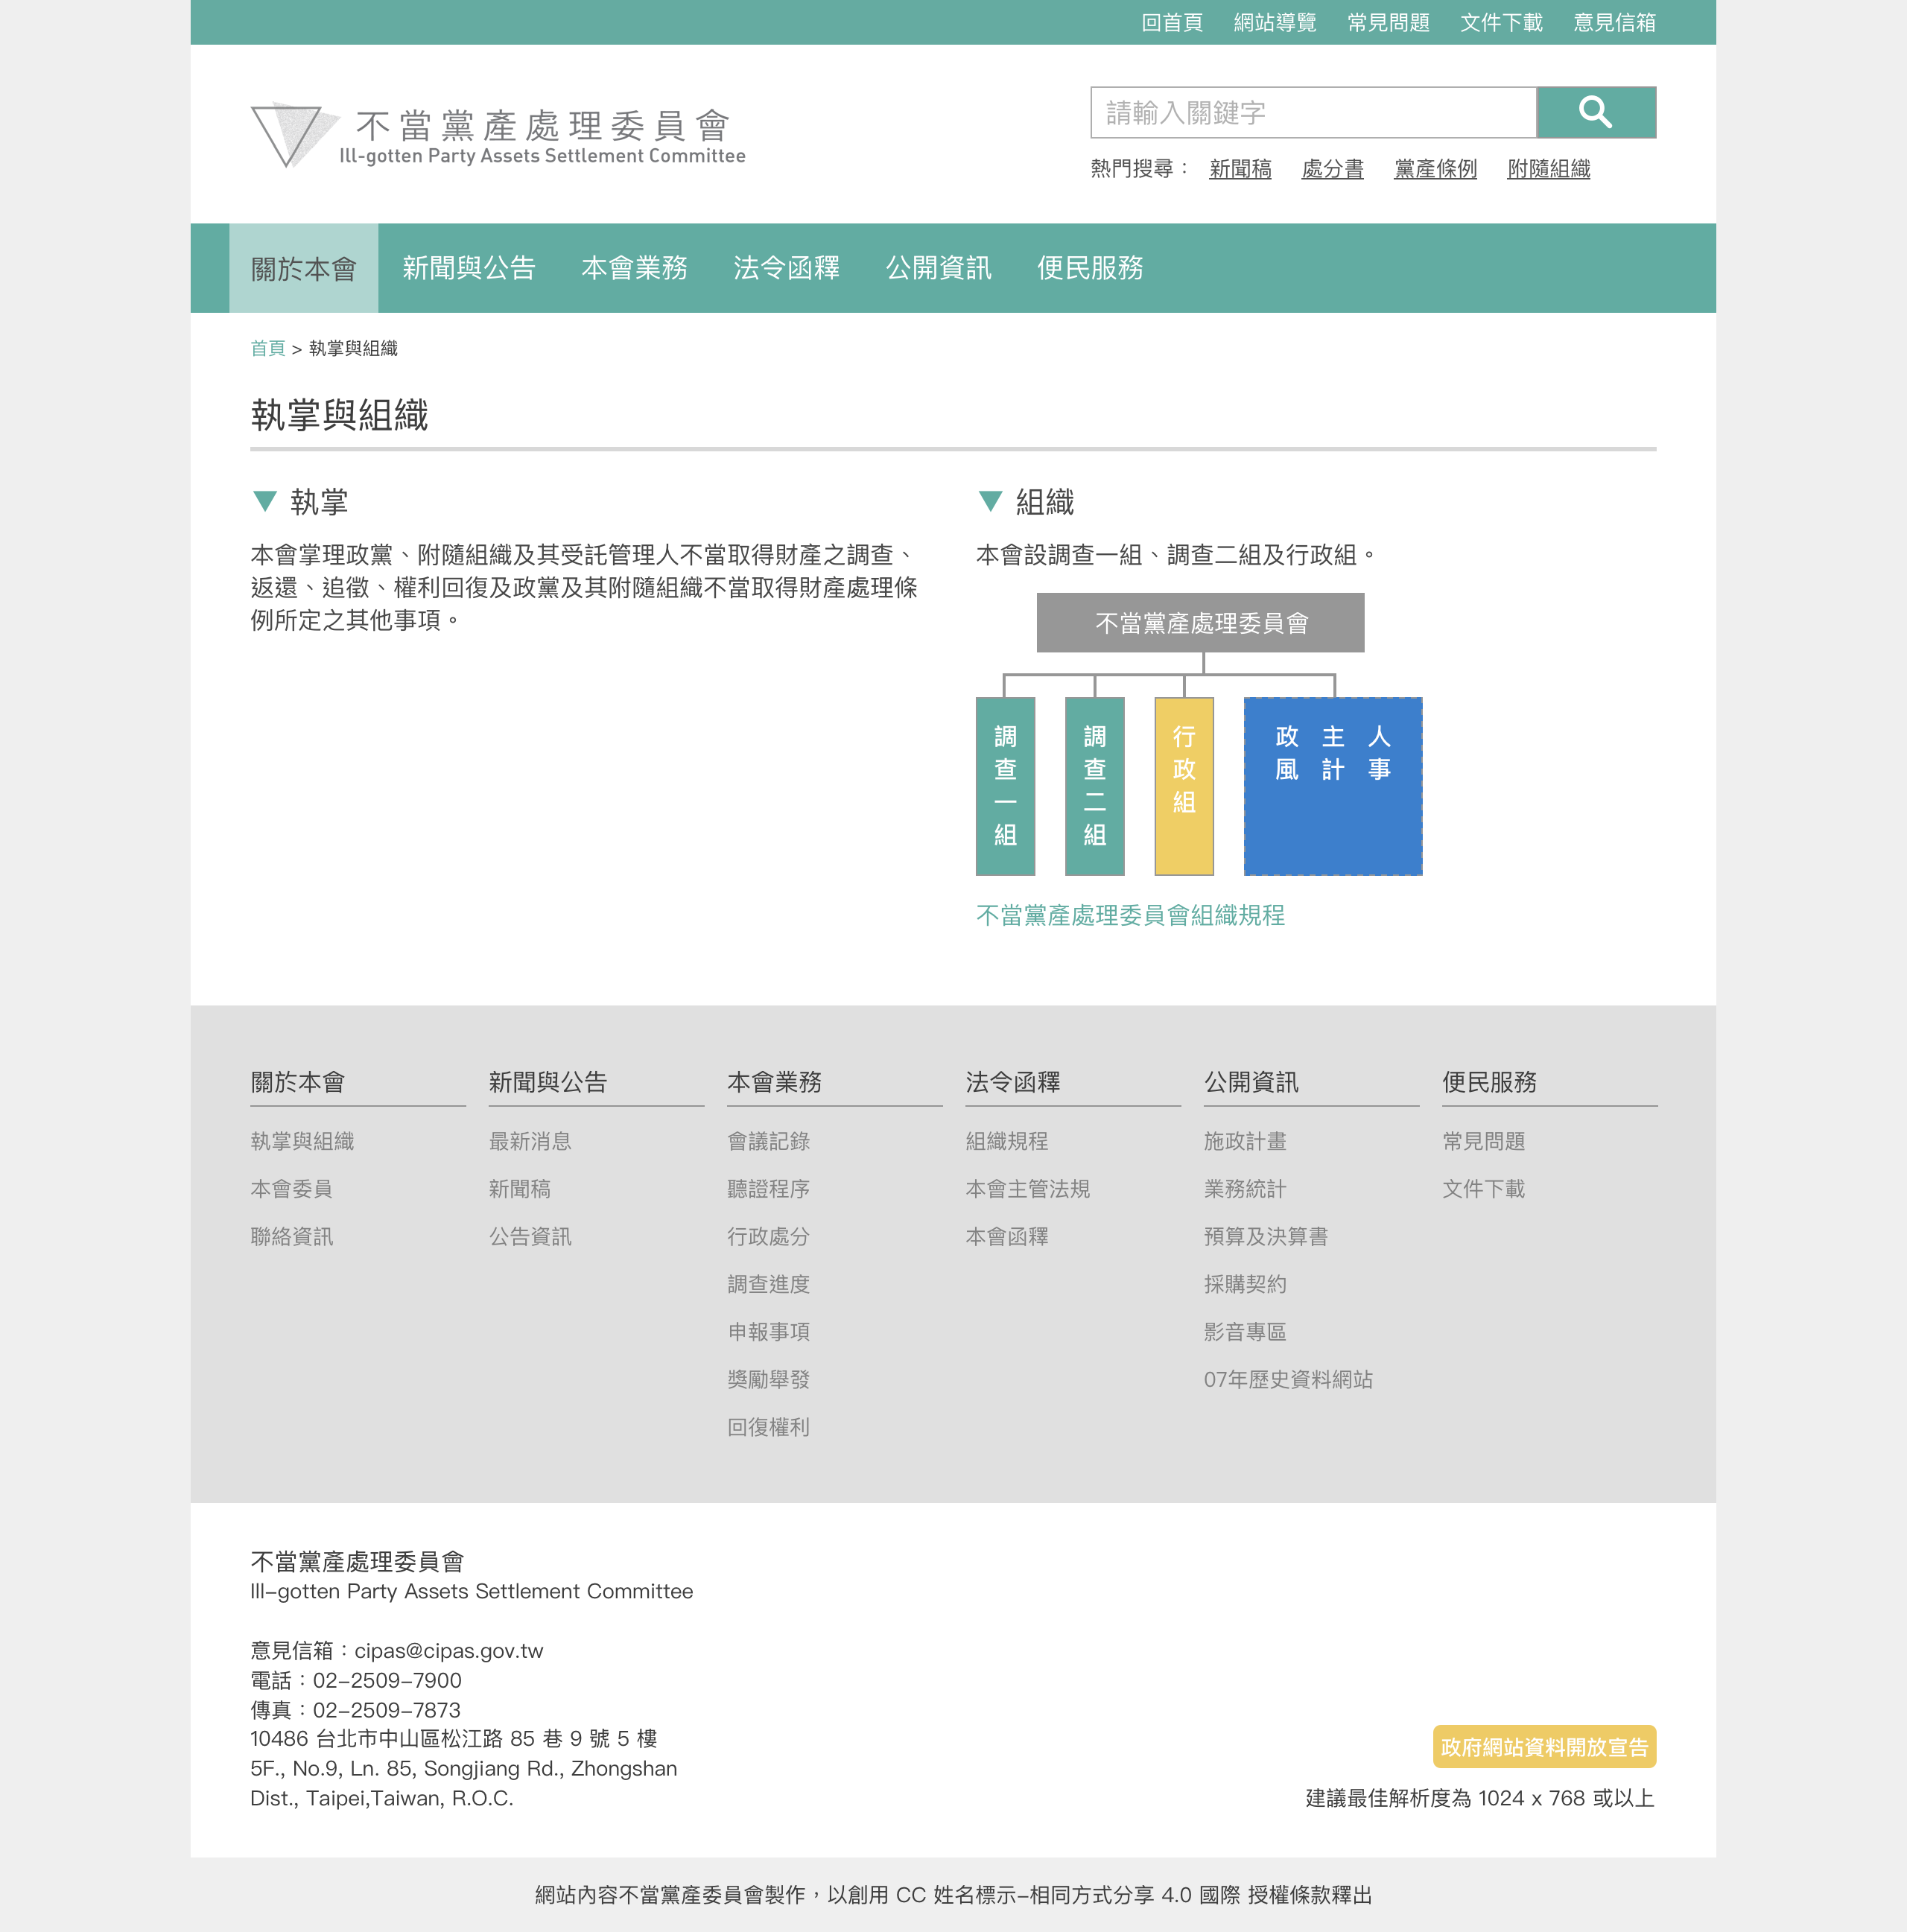 回首頁 網站導覽 常見問題 文件下載 意見信箱
不當黨產處理委員會
Ill-gotten Party Assets Settlement Committee
請輸入關鍵字
熱門搜尋： 新聞稿 處分書 黨產條例 附隨組織
關於本會 新聞與公告 本會業務 法令函釋 公開資訊 便民服務
首頁 > 執掌與組織
執掌與組織
▼ 執掌
本會掌理政黨、附隨組織及其受託管理人不當取得財產之調查、
返還、追徵、權利回復及政黨及其附隨組織不當取得財產處理條
例所定之其他事項。
▼ 組織
本會設調查一組、調查二組及行政組。
不當黨產處理委員會
調查一組
調查二組
行政組
政風
主計
人事
不當黨產處理委員會組織規程
關於本會
執掌與組織
本會委員
聯絡資訊
新聞與公告
最新消息
新聞稿
公告資訊
本會業務
會議記錄
聽證程序
行政處分
調查進度
申報事項
獎勵舉發
回復權利
法令函釋
組織規程
本會主管法規
本會函釋
公開資訊
施政計畫
業務統計
預算及決算書
採購契約
影音專區
07年歷史資料網站
便民服務
常見問題
文件下載
不當黨產處理委員會
Ill-gotten Party Assets Settlement Committee
意見信箱：cipas@cipas.gov.tw
電話：02-2509-7900
傳真：02-2509-7873
10486 台北市中山區松江路 85 巷 9 號 5 樓
5F., No.9, Ln. 85, Songjiang Rd., Zhongshan
Dist., Taipei,Taiwan, R.O.C.
政府網站資料開放宣告
建議最佳解析度為 1024 x 768 或以上
網站內容不當黨產委員會製作，以創用 CC 姓名標示-相同方式分享 4.0 國際 授權條款釋出